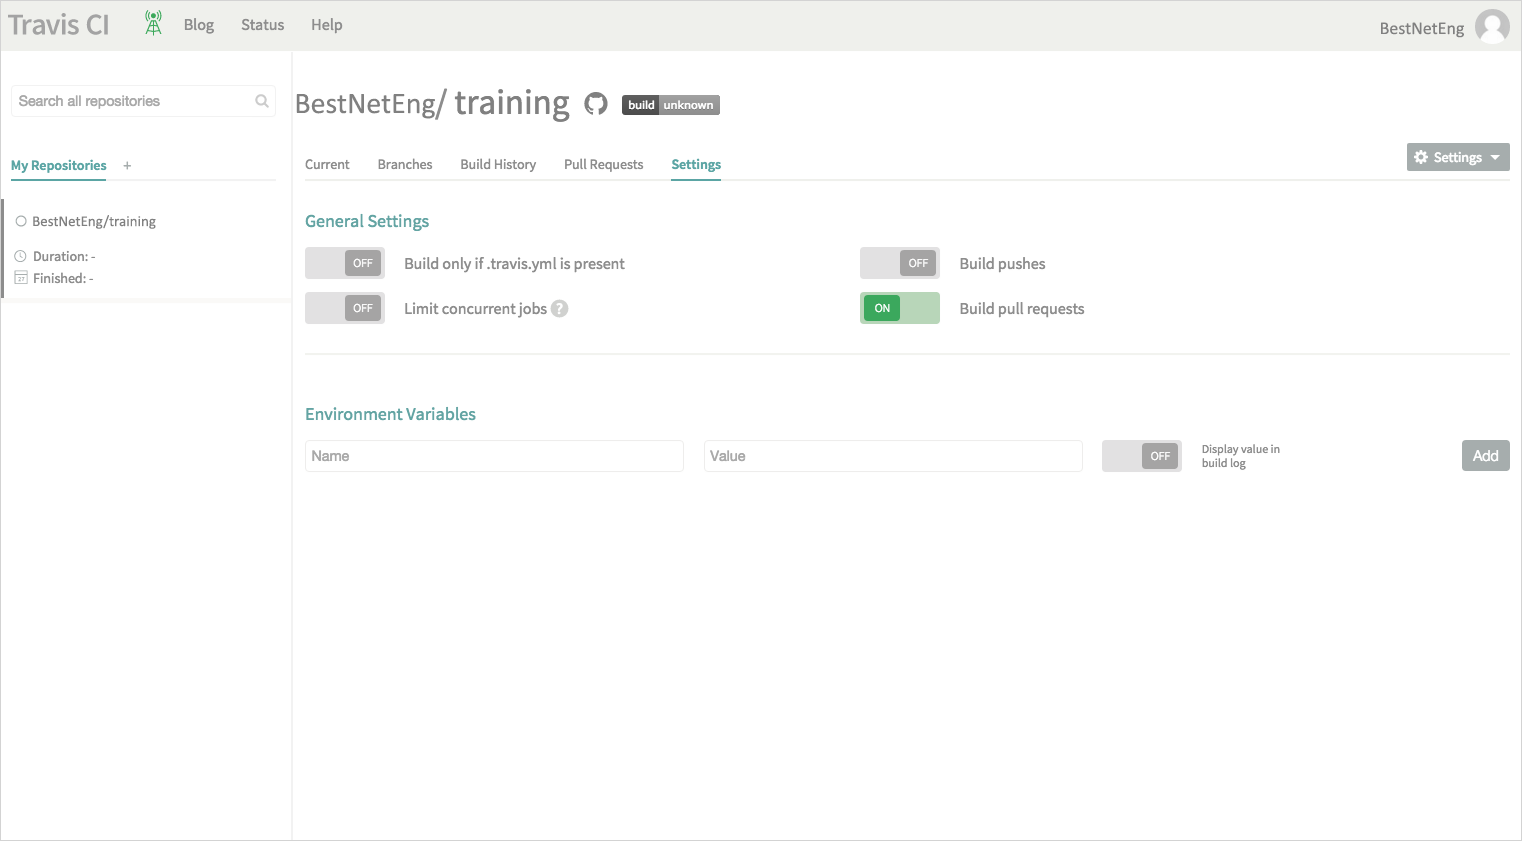 Travis CI Blog Status Help BestNetEng
Search all repositories
My Repositories +
BestNetEng/training
Duration: -
27 Finished: -
BestNetEng/ training build unknown
Current Branches Build History Pull Requests Settings
Settings
General Settings
OFF Build only if .travis.yml is present OFF Build pushes
OFF Limit concurrent jobs ? ON Build pull requests
Environment Variables
Name Value OFF Display value in
build log
Add